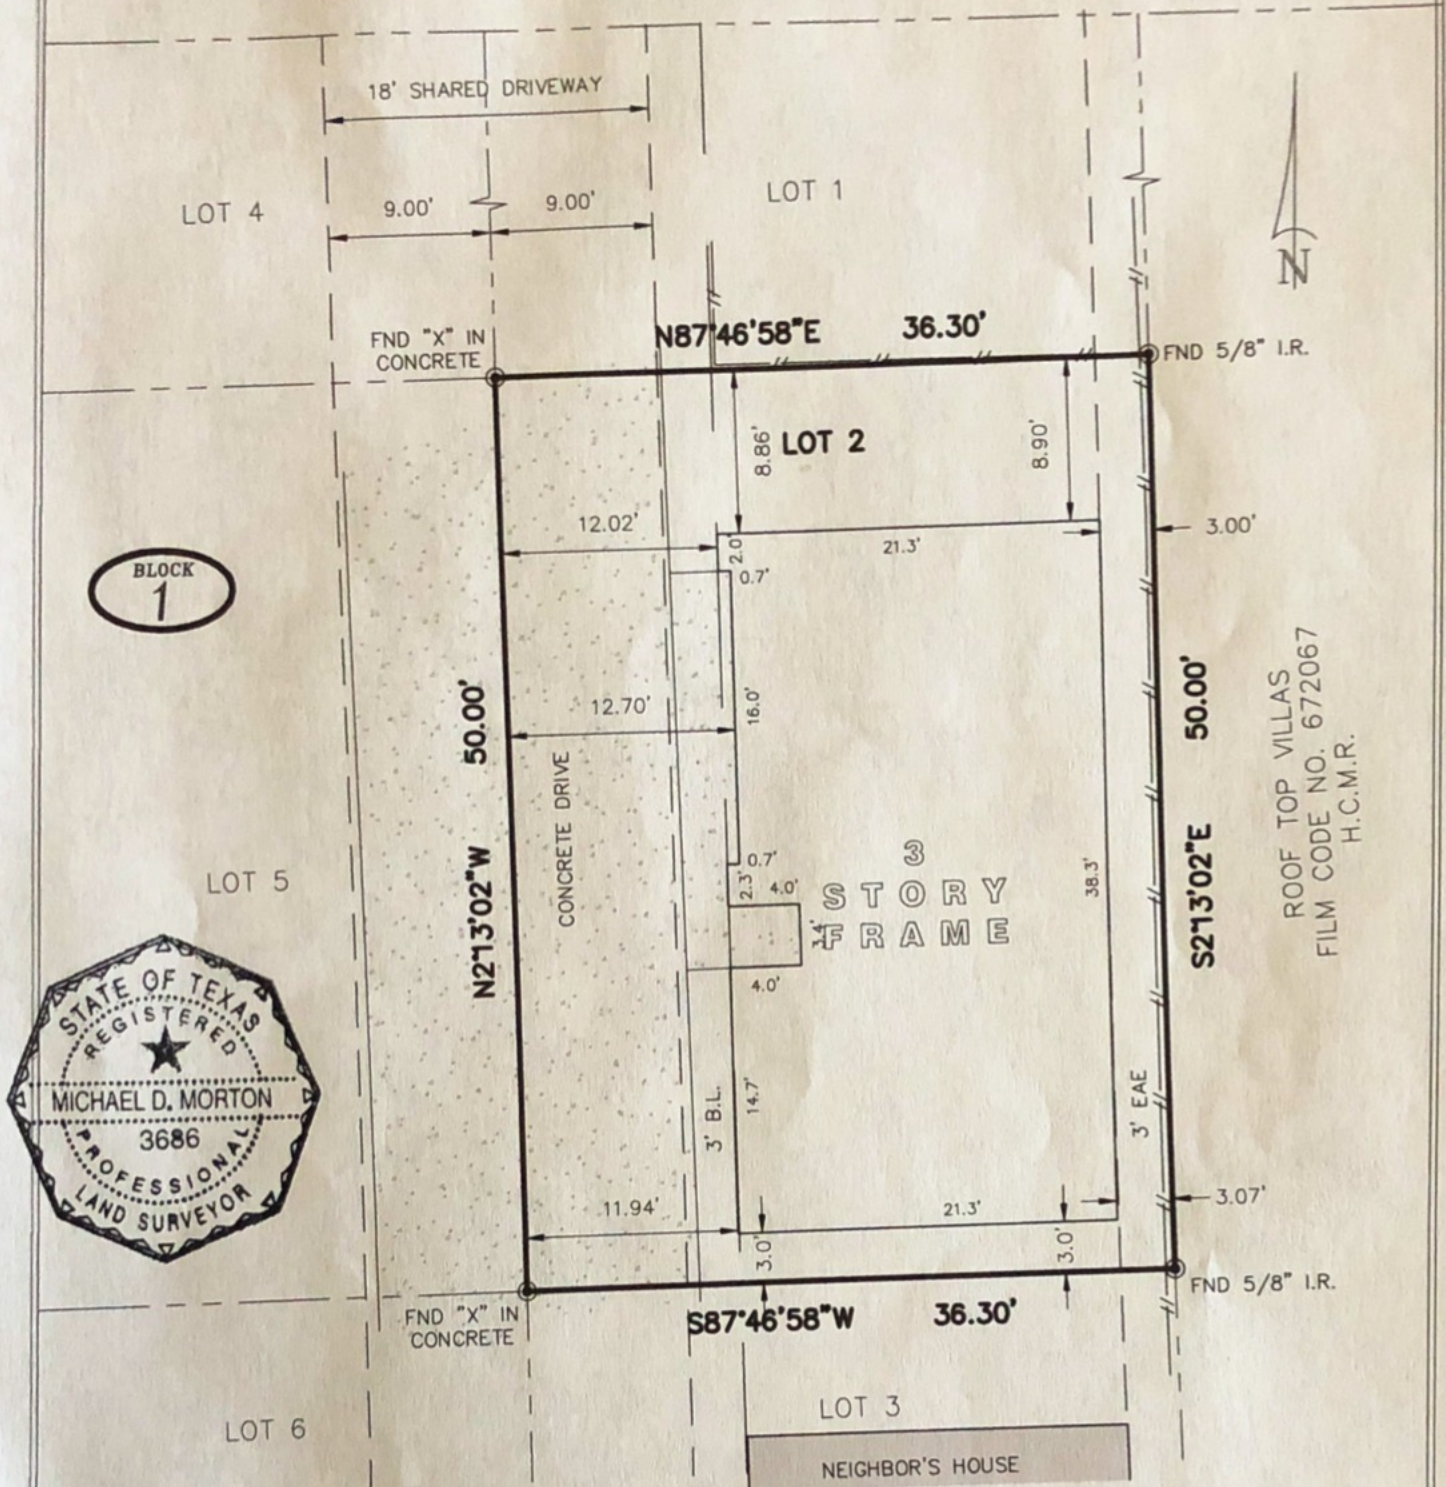 18' SHARED DRIVEWAY
LOT 4
9.00'
9.00'
LOT 1
N
FND "X" IN
CONCRETE
N87°46'58"E 36.30'
FND 5/8" I.R.
8.86'
LOT 2
8.90'
12.02'
2.0'
21.3'
3.00'
0.7'
BLOCK
1
12.70'
16.0'
N2°13'02"W 50.00'
CONCRETE DRIVE
S2°13'02"E 50.00'
ROOF TOP VILLAS
FILM CODE NO. 672067
H.C.M.R.
0.7'
2.3'
4.0'
3
STORY
FRAME
3.4'
38.3'
LOT 5
4.0'
STATE OF TEXAS
REGISTERED
MICHAEL D. MORTON
3686
PROFESSIONAL
LAND SURVEYOR
3' B.L.
14.7'
3' EAE
11.94'
21.3'
3.07'
3.0'
3.0'
FND "X" IN
CONCRETE
S87°46'58"W 36.30'
FND 5/8" I.R.
LOT 6
LOT 3
NEIGHBOR'S HOUSE